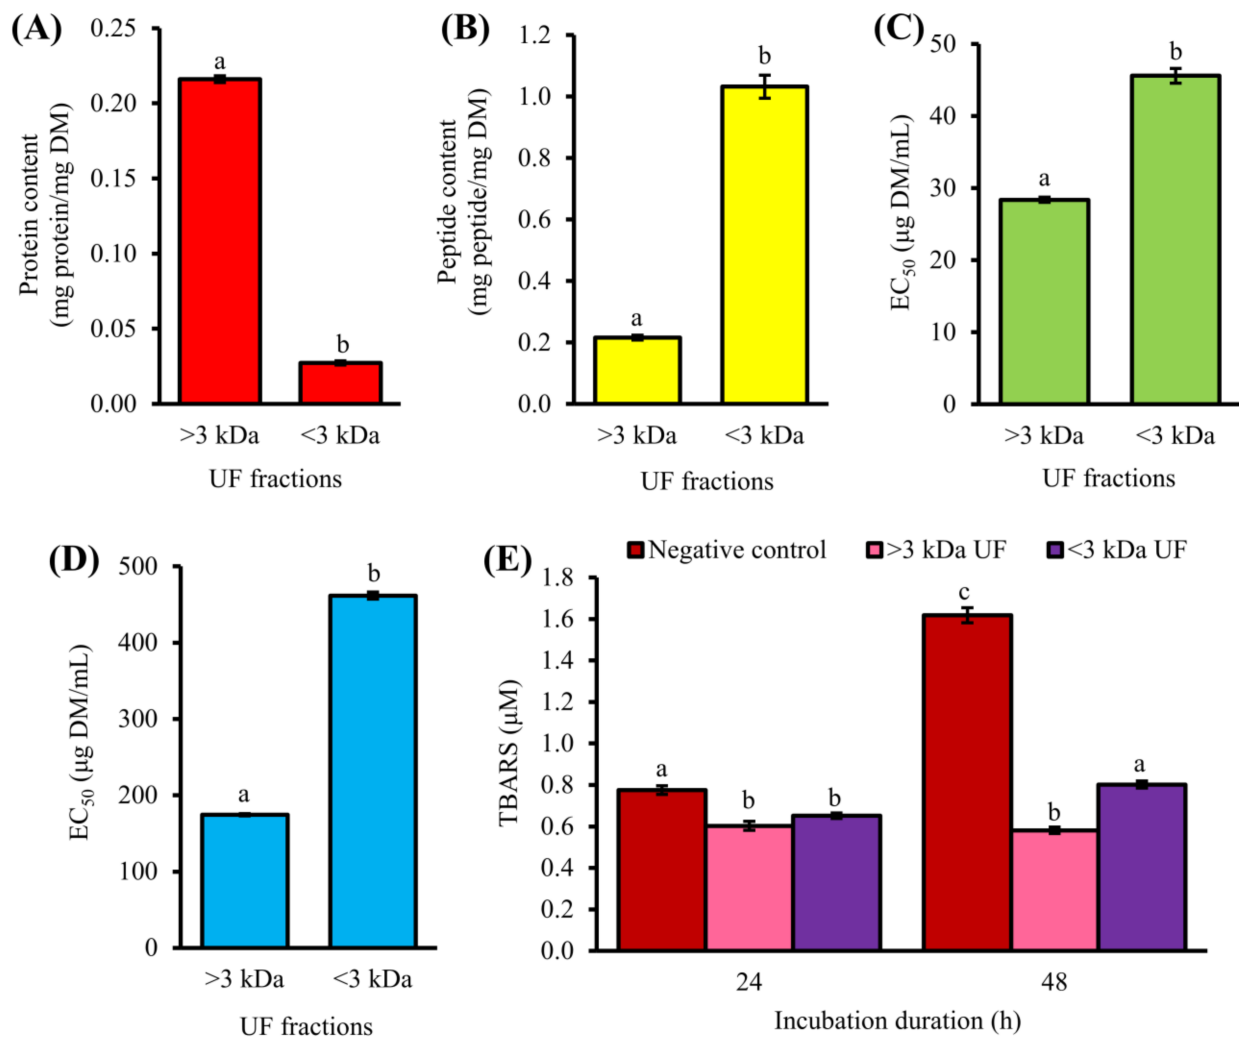 (A)
0.25
0.20
0.15
0.10
0.05
0.00
Protein content
(mg protein/mg DM)
a
b
>3 kDa <3 kDa
UF fractions
(B)
1.2
1.0
0.8
0.6
0.4
0.2
0.0
Peptide content
(mg peptide/mg DM)
a
b
>3 kDa <3 kDa
UF fractions
(C)
50
40
30
20
10
0
EC₅₀ (µg DM/mL)
a
b
>3 kDa <3 kDa
UF fractions
(D)
500
400
300
200
100
0
EC₅₀ (µg DM/mL)
a
b
>3 kDa <3 kDa
UF fractions
(E)
Negative control >3 kDa UF <3 kDa UF
1.8
1.6
1.4
1.2
1.0
0.8
0.6
0.4
0.2
0.0
TBARS (µM)
a
b
b
c
b
a
24 48
Incubation duration (h)